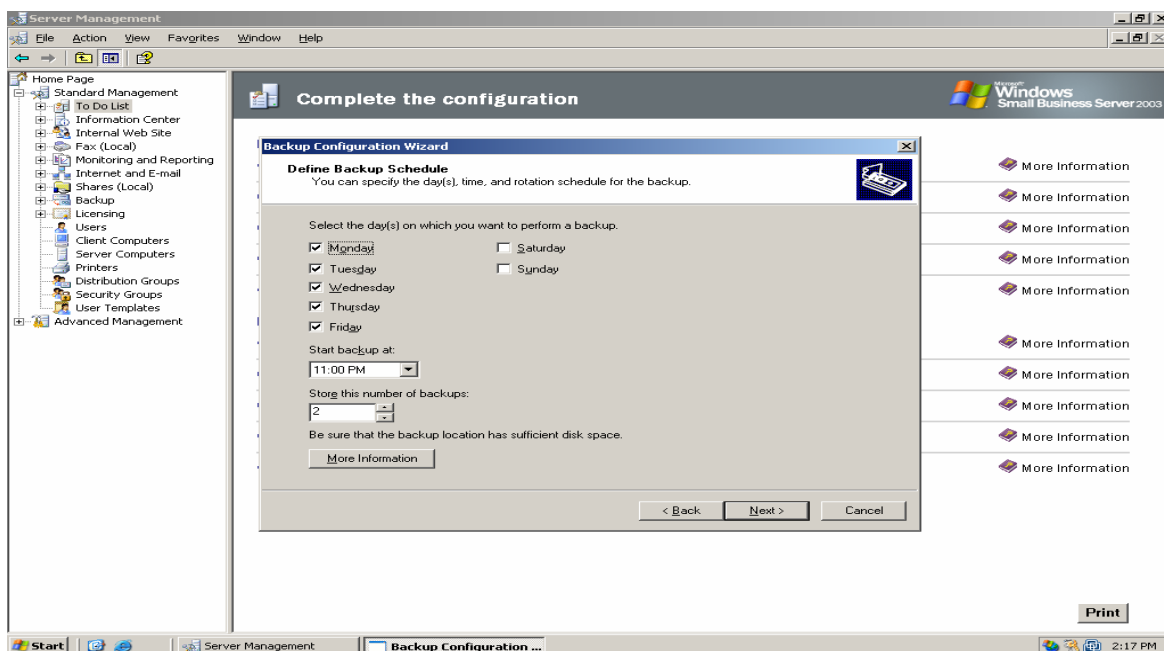 Server Management
File Action View Favorites Window Help
Home Page
Standard Management
To Do List
Information Center
Internal Web Site
Fax (Local)
Monitoring and Reporting
Internet and E-mail
Shares (Local)
Backup
Licensing
Users
Client Computers
Server Computers
Printers
Distribution Groups
Security Groups
User Templates
Advanced Management
Complete the configuration
Microsoft
Windows
Small Business Server 2003
Backup Configuration Wizard
Define Backup Schedule
You can specify the day(s), time, and rotation schedule for the backup.
Select the day(s) on which you want to perform a backup.
Monday
Tuesday
Wednesday
Thursday
Friday
Saturday
Sunday
Start backup at:
11:00 PM
Store this number of backups:
2
Be sure that the backup location has sufficient disk space.
More Information
< Back Next > Cancel
More Information
More Information
More Information
More Information
More Information
More Information
More Information
More Information
More Information
More Information
Print
Start Server Management Backup Configuration ... 2:17 PM